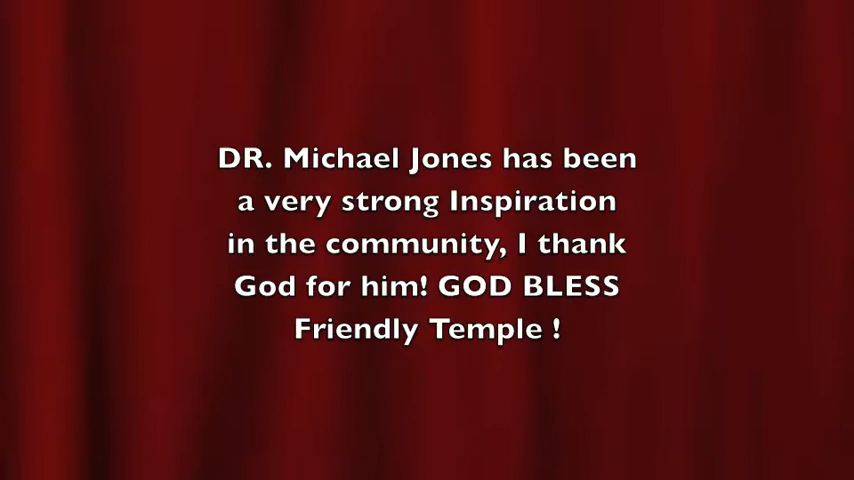 DR. Michael Jones has been
a very strong Inspiration
in the community, I thank
God for him! GOD BLESS
Friendly Temple !